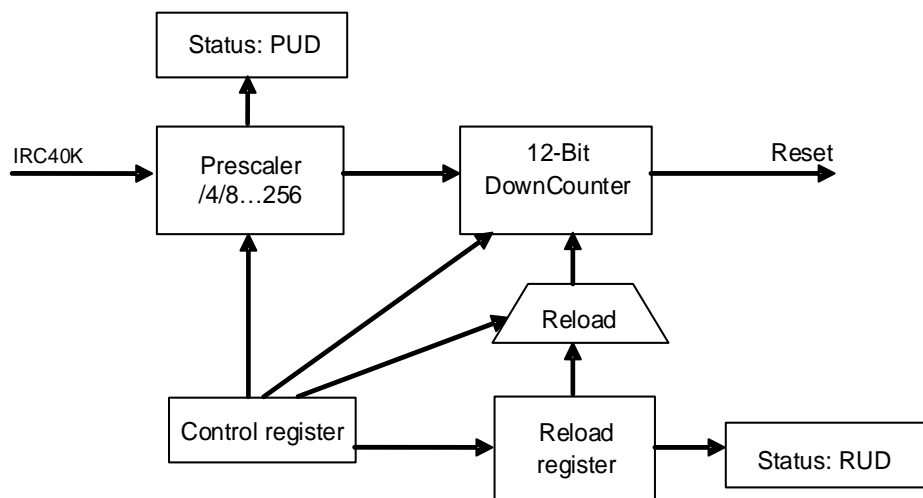 Status: PUD
IRC40K
Prescaler
/4/8…256
12-Bit
DownCounter
Reset
Reload
Control register
Reload
register
Status: RUD